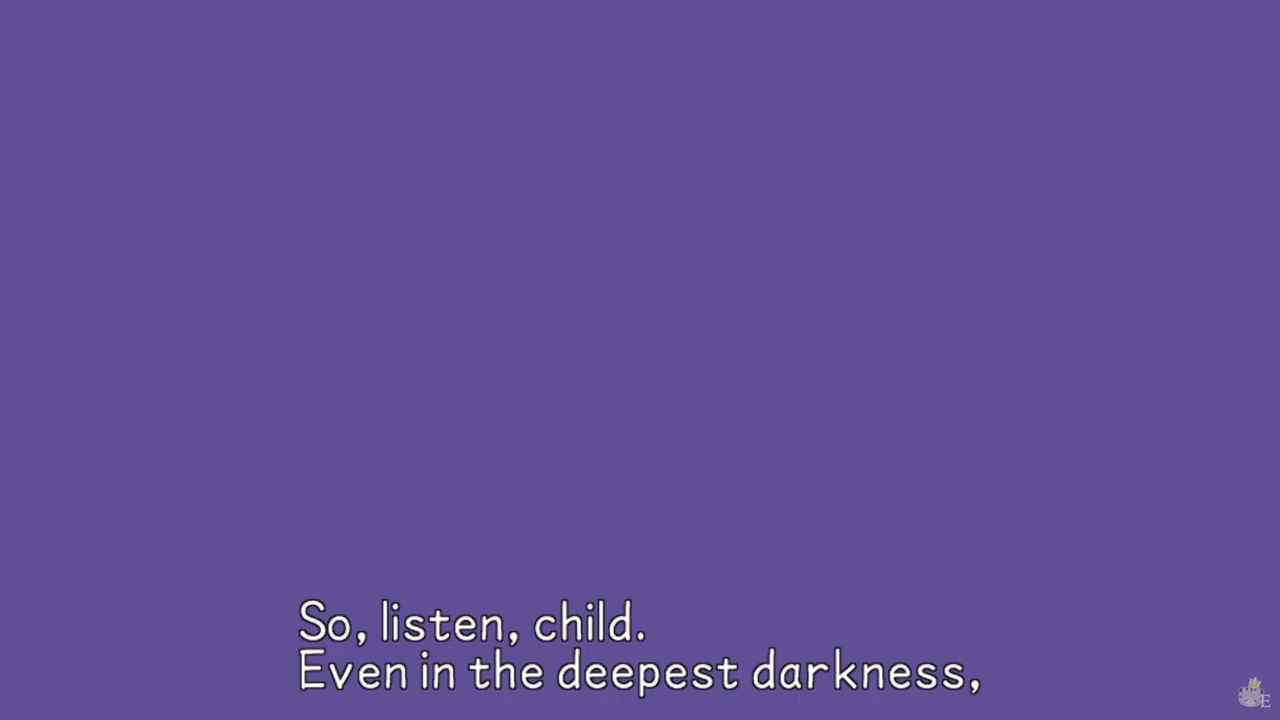 So, listen, child.
Even in the deepest darkness,
E